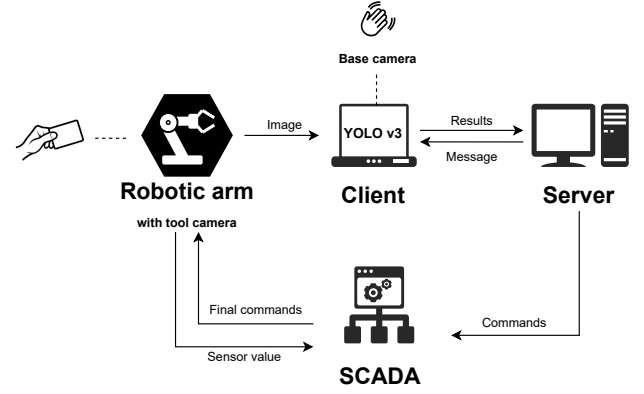 Base camera
Image
YOLO v3
Results
Message
Robotic arm
with tool camera
Client
Server
Final commands
Sensor value
Commands
SCADA